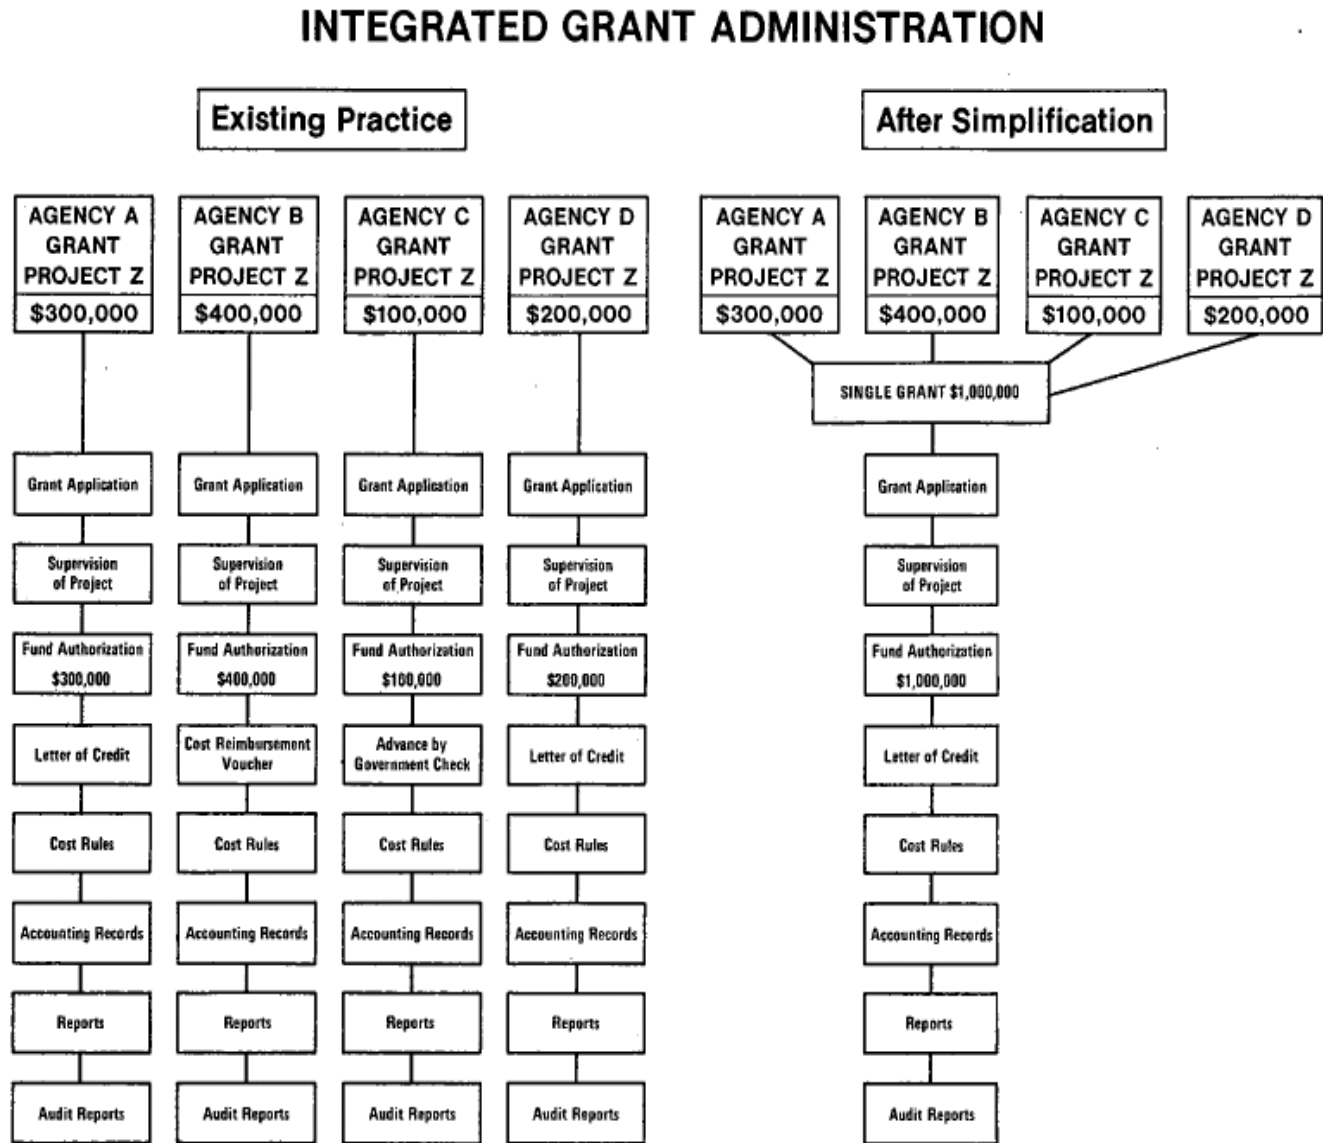 INTEGRATED GRANT ADMINISTRATION
Existing Practice
AGENCY A
GRANT
PROJECT Z
$300,000
Grant Application
Supervision
of Project
Fund Authorization
$300,000
Letter of Credit
Cost Rules
Accounting Records
Reports
Audit Reports
AGENCY B
GRANT
PROJECT Z
$400,000
Grant Application
Supervision
of Project
Fund Authorization
$400,000
Cost Reimbursement
Voucher
Cost Rules
Accounting Records
Reports
Audit Reports
AGENCY C
GRANT
PROJECT Z
$100,000
Grant Application
Supervision
of Project
Fund Authorization
$100,000
Advance by
Government Check
Cost Rules
Accounting Records
Reports
Audit Reports
AGENCY D
GRANT
PROJECT Z
$200,000
Grant Application
Supervision
of Project
Fund Authorization
$200,000
Letter of Credit
Cost Rules
Accounting Records
Reports
Audit Reports
After Simplification
AGENCY A
GRANT
PROJECT Z
$300,000
AGENCY B
GRANT
PROJECT Z
$400,000
AGENCY C
GRANT
PROJECT Z
$100,000
AGENCY D
GRANT
PROJECT Z
$200,000
SINGLE GRANT $1,000,000
Grant Application
Supervision
of Project
Fund Authorization
$1,000,000
Letter of Credit
Cost Rules
Accounting Records
Reports
Audit Reports